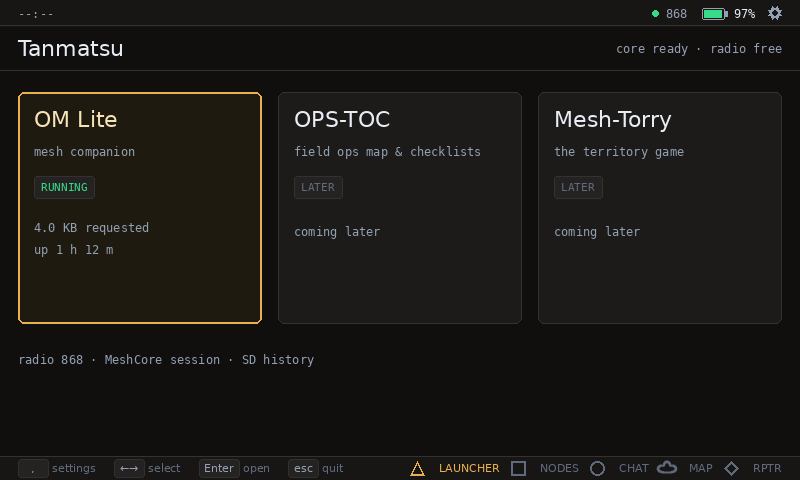 --:--
868 97%
Tanmatsu
core ready · radio free
OM Lite
mesh companion
RUNNING
4.0 KB requested
up 1 h 12 m
OPS-TOC
field ops map & checklists
LATER
coming later
Mesh-Torry
the territory game
LATER
coming later
radio 868 · MeshCore session · SD history
. settings ←→ select Enter open esc quit LAUNCHER NODES CHAT MAP RPTR